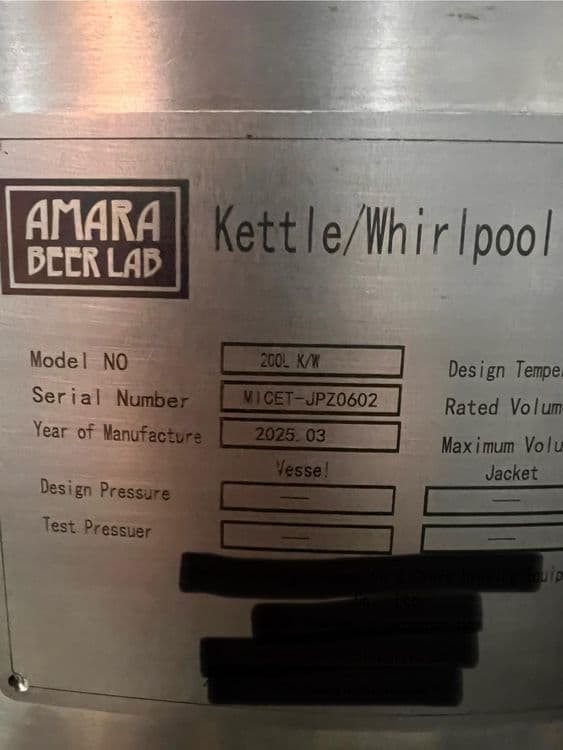 AMARA
BEER LAB
Kettle/Whirlpool
Model NO 200L K/W Design Temper
Serial Number MICET-JPZ0602 Rated Volum
Year of Manufacture 2025.03 Maximum Volu
Vessel Jacket
Design Pressure — —
Test Pressuer — —